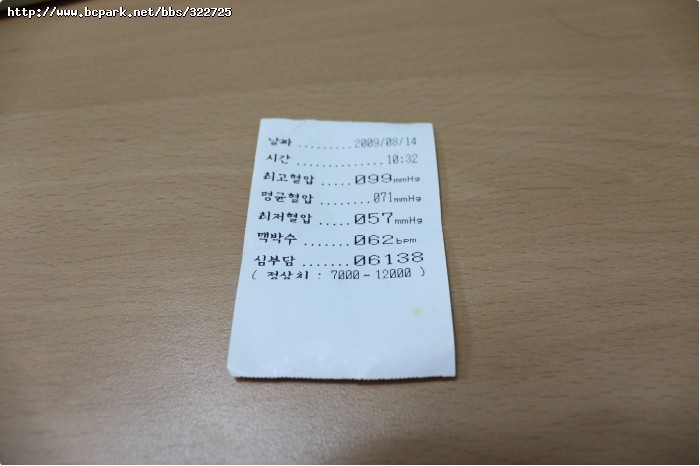 http://www.bcpark.net/bbs/322725
날짜 .........2009/08/14
시간 ..............10:32
최고혈압 .....099mmHg
평균혈압 ........071mmHg
최저혈압 .....057mmHg
맥박수 .......062bpm
심부담 .......06138
( 정상치 : 7000 ~ 12000 )